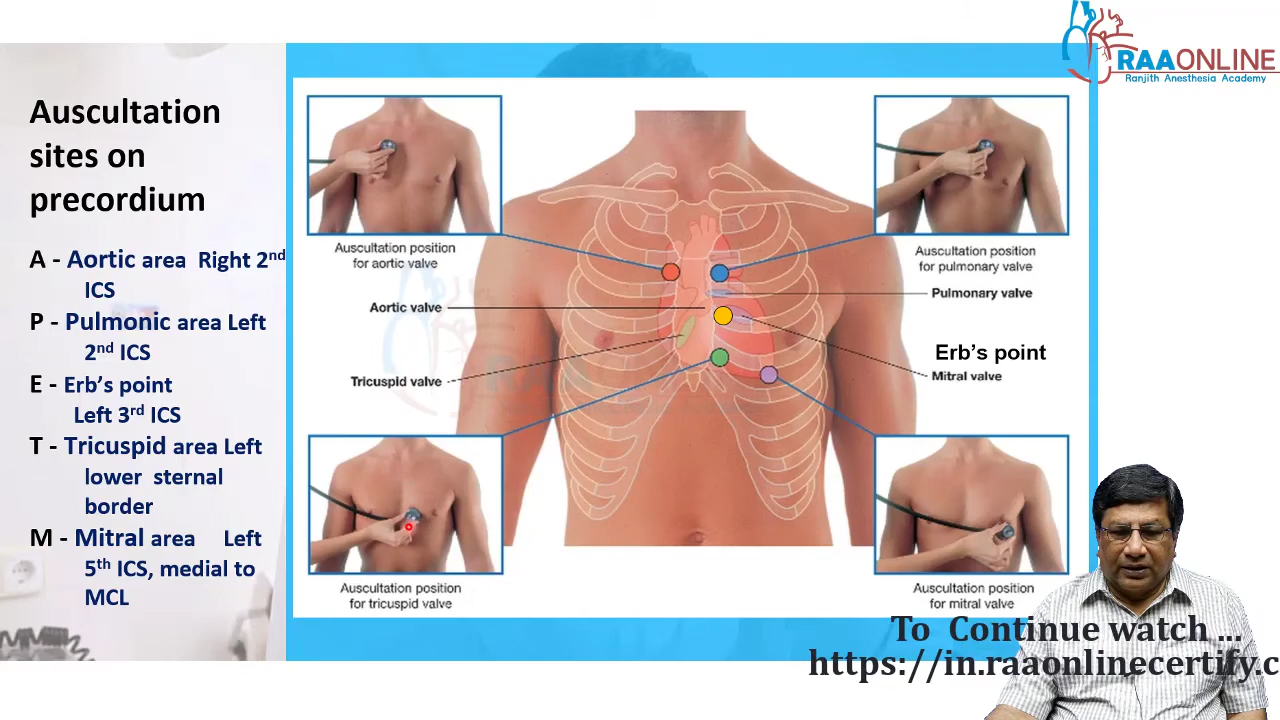 RAAONLINE
Ranjith Anesthesia Academy
Auscultation
sites on
precordium
A - Aortic area Right 2nd
ICS
P - Pulmonic area Left
2nd ICS
E - Erb's point
Left 3rd ICS
T - Tricuspid area Left
lower sternal
border
M - Mitral area Left
5th ICS, medial to
MCL
Auscultation position
for aortic valve
Auscultation position
for pulmonary valve
Aortic valve
Pulmonary valve
Erb's point
Tricuspid valve
Mitral valve
Auscultation position
for tricuspid valve
Auscultation position
for mitral valve
To Continue watch ...
https://in.raaonlinecertify.c